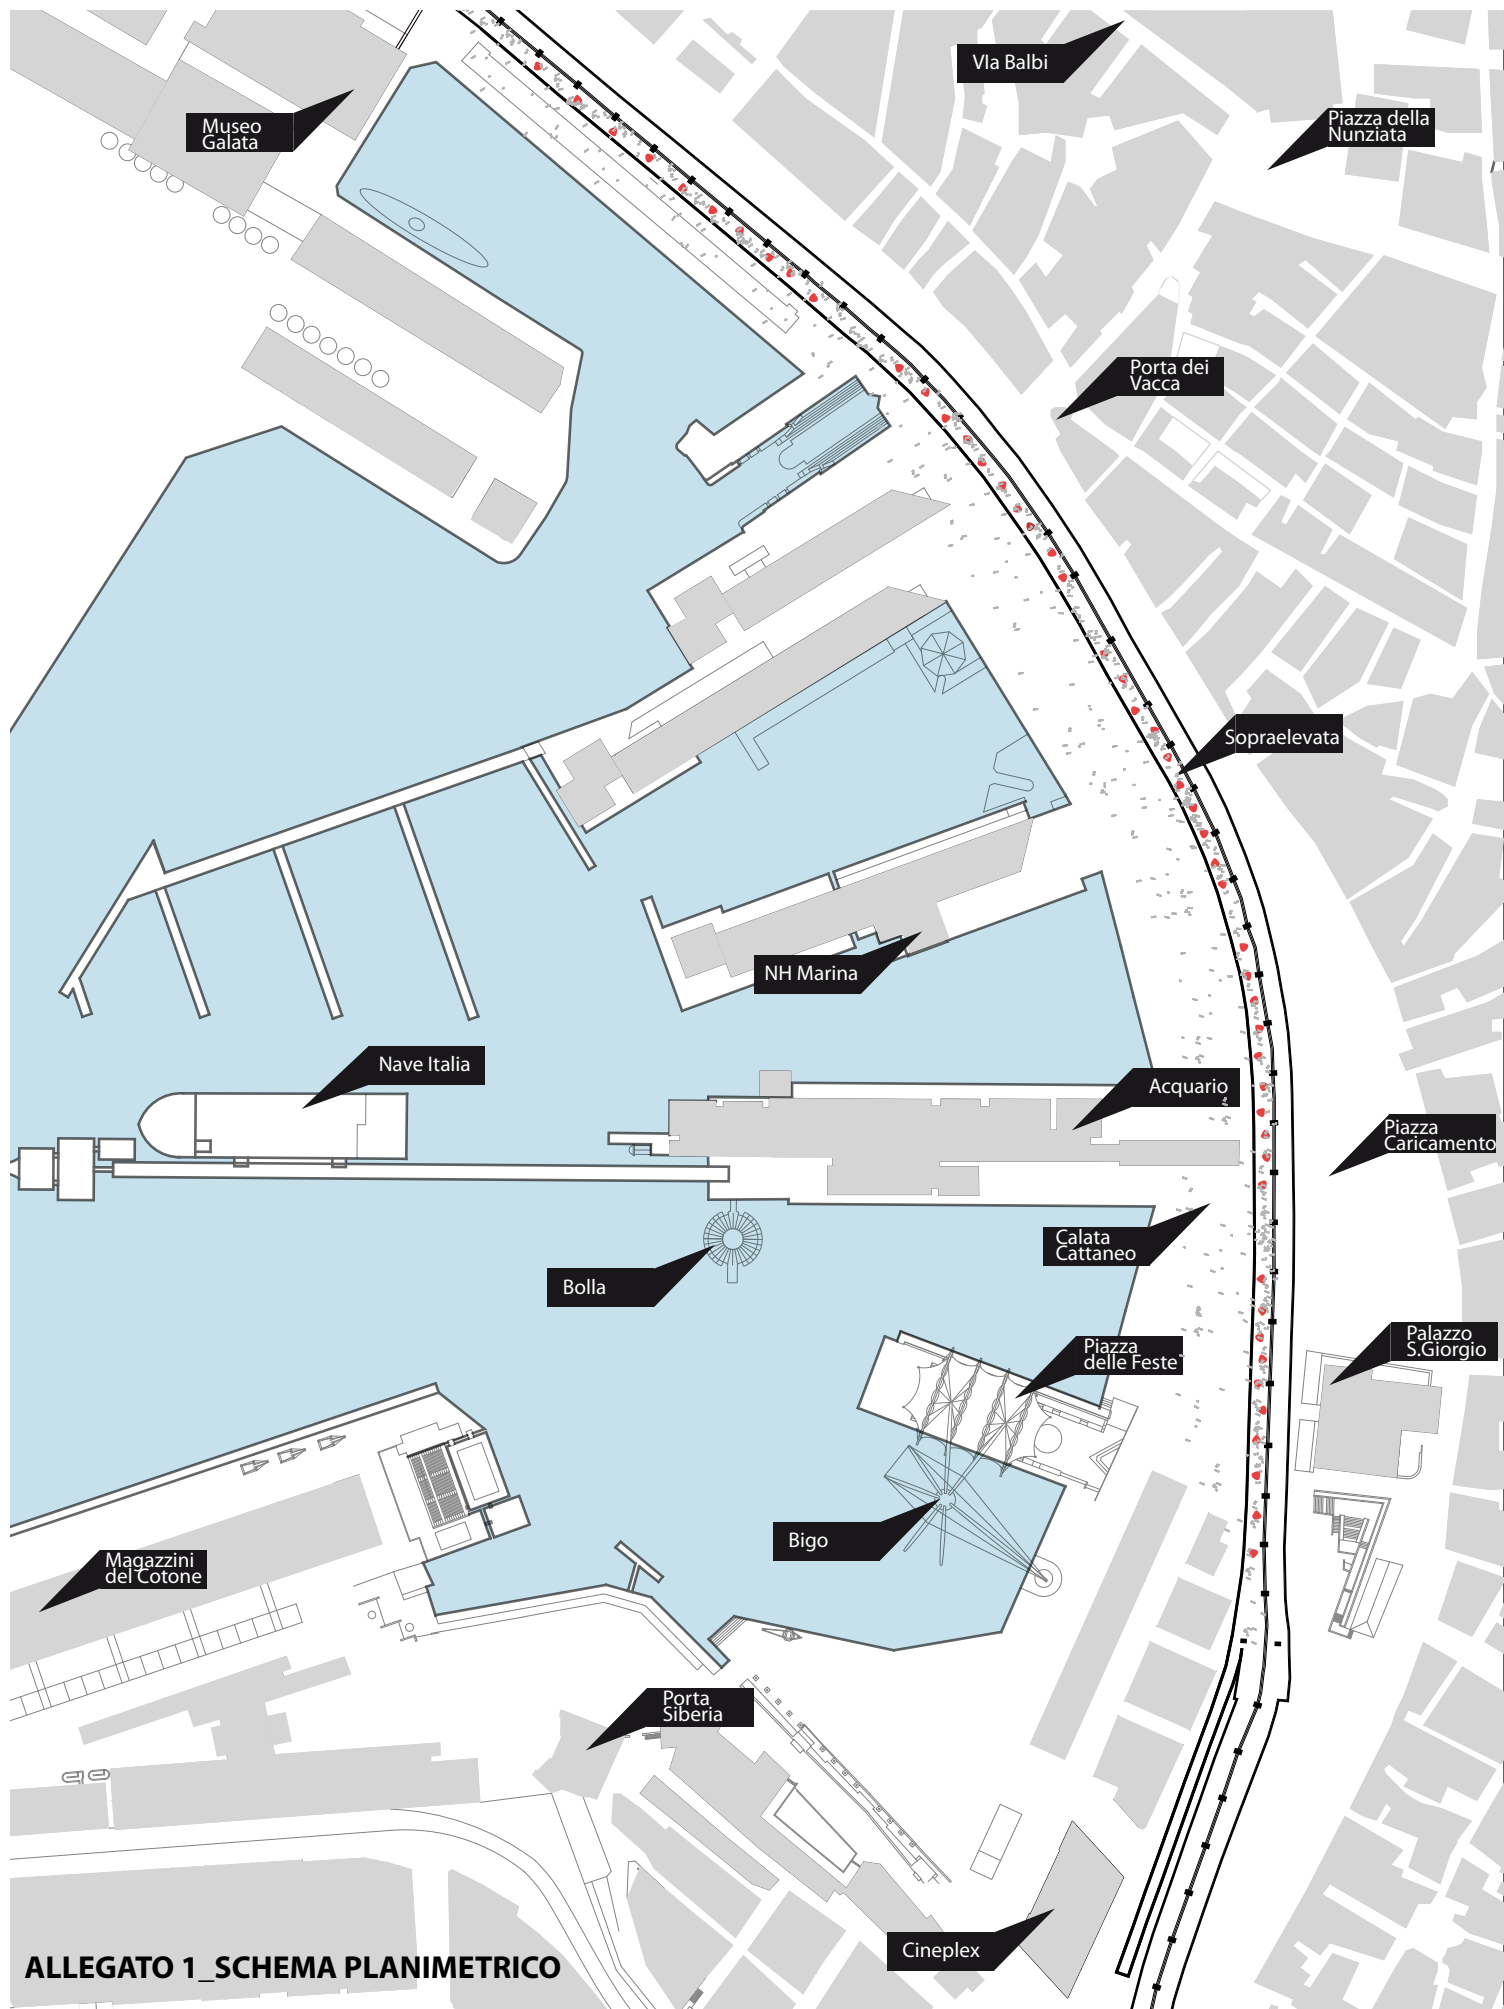 VIa Balbi
Museo
Galata
Piazza della
Nunziata
Porta dei
Vacca
Sopraelevata
NH Marina
Nave Italia
Acquario
Piazza
Caricamento
Calata
Cattaneo
Bolla
Piazza
delle Feste
Palazzo
S.Giorgio
Bigo
Magazzini
del Cotone
Porta
Siberia
Cineplex
ALLEGATO 1_SCHEMA PLANIMETRICO